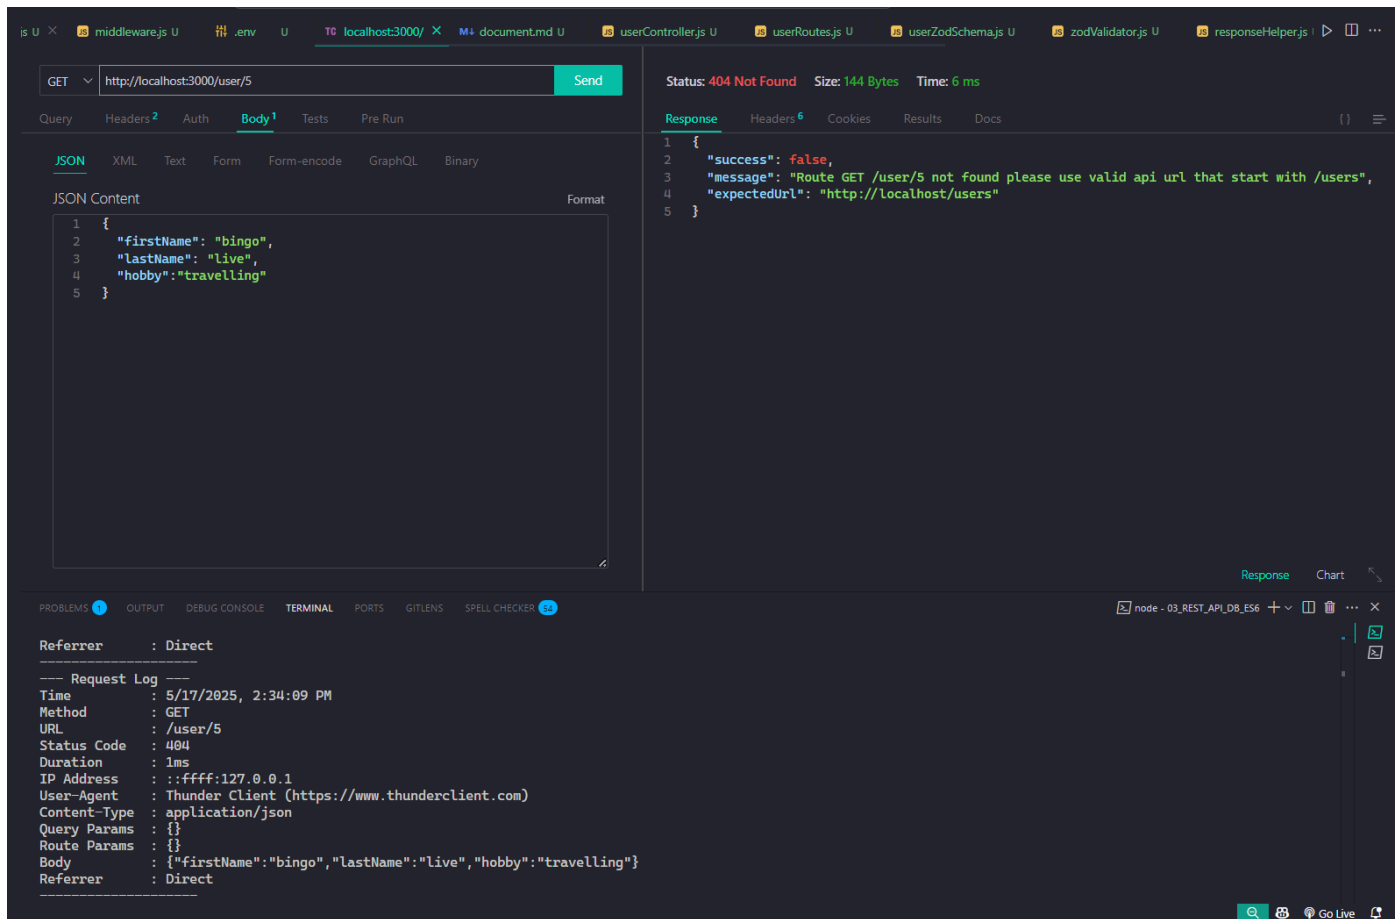 js U JS middleware.js U .env U TC localhost:3000/ M↓ document.md U JS userController.js U JS userRoutes.js U JS userZodSchema.js U JS zodValidator.js U JS responseHelper.js
GET http://localhost:3000/user/5 Send
Status: 404 Not Found Size: 144 Bytes Time: 6 ms
Query Headers 2 Auth Body 1 Tests Pre Run
Response Headers 6 Cookies Results Docs {}
JSON XML Text Form Form-encode GraphQL Binary
JSON Content Format
1 {
2 "firstName": "bingo",
3 "lastName": "live",
4 "hobby":"travelling"
5 }
1 {
2 "success": false,
3 "message": "Route GET /user/5 not found please use valid api url that start with /users",
4 "expectedUrl": "http://localhost/users"
5 }
Response Chart
PROBLEMS 1 OUTPUT DEBUG CONSOLE TERMINAL PORTS GITLENS SPELL CHECKER 54 node - 03_REST_API_DB_ES6
Referrer : Direct
---------------------
--- Request Log ---
Time : 5/17/2025, 2:34:09 PM
Method : GET
URL : /user/5
Status Code : 404
Duration : 1ms
IP Address : ::ffff:127.0.0.1
User-Agent : Thunder Client (https://www.thunderclient.com)
Content-Type : application/json
Query Params : {}
Route Params : {}
Body : {"firstName":"bingo","lastName":"live","hobby":"travelling"}
Referrer : Direct
---------------------
Go Live